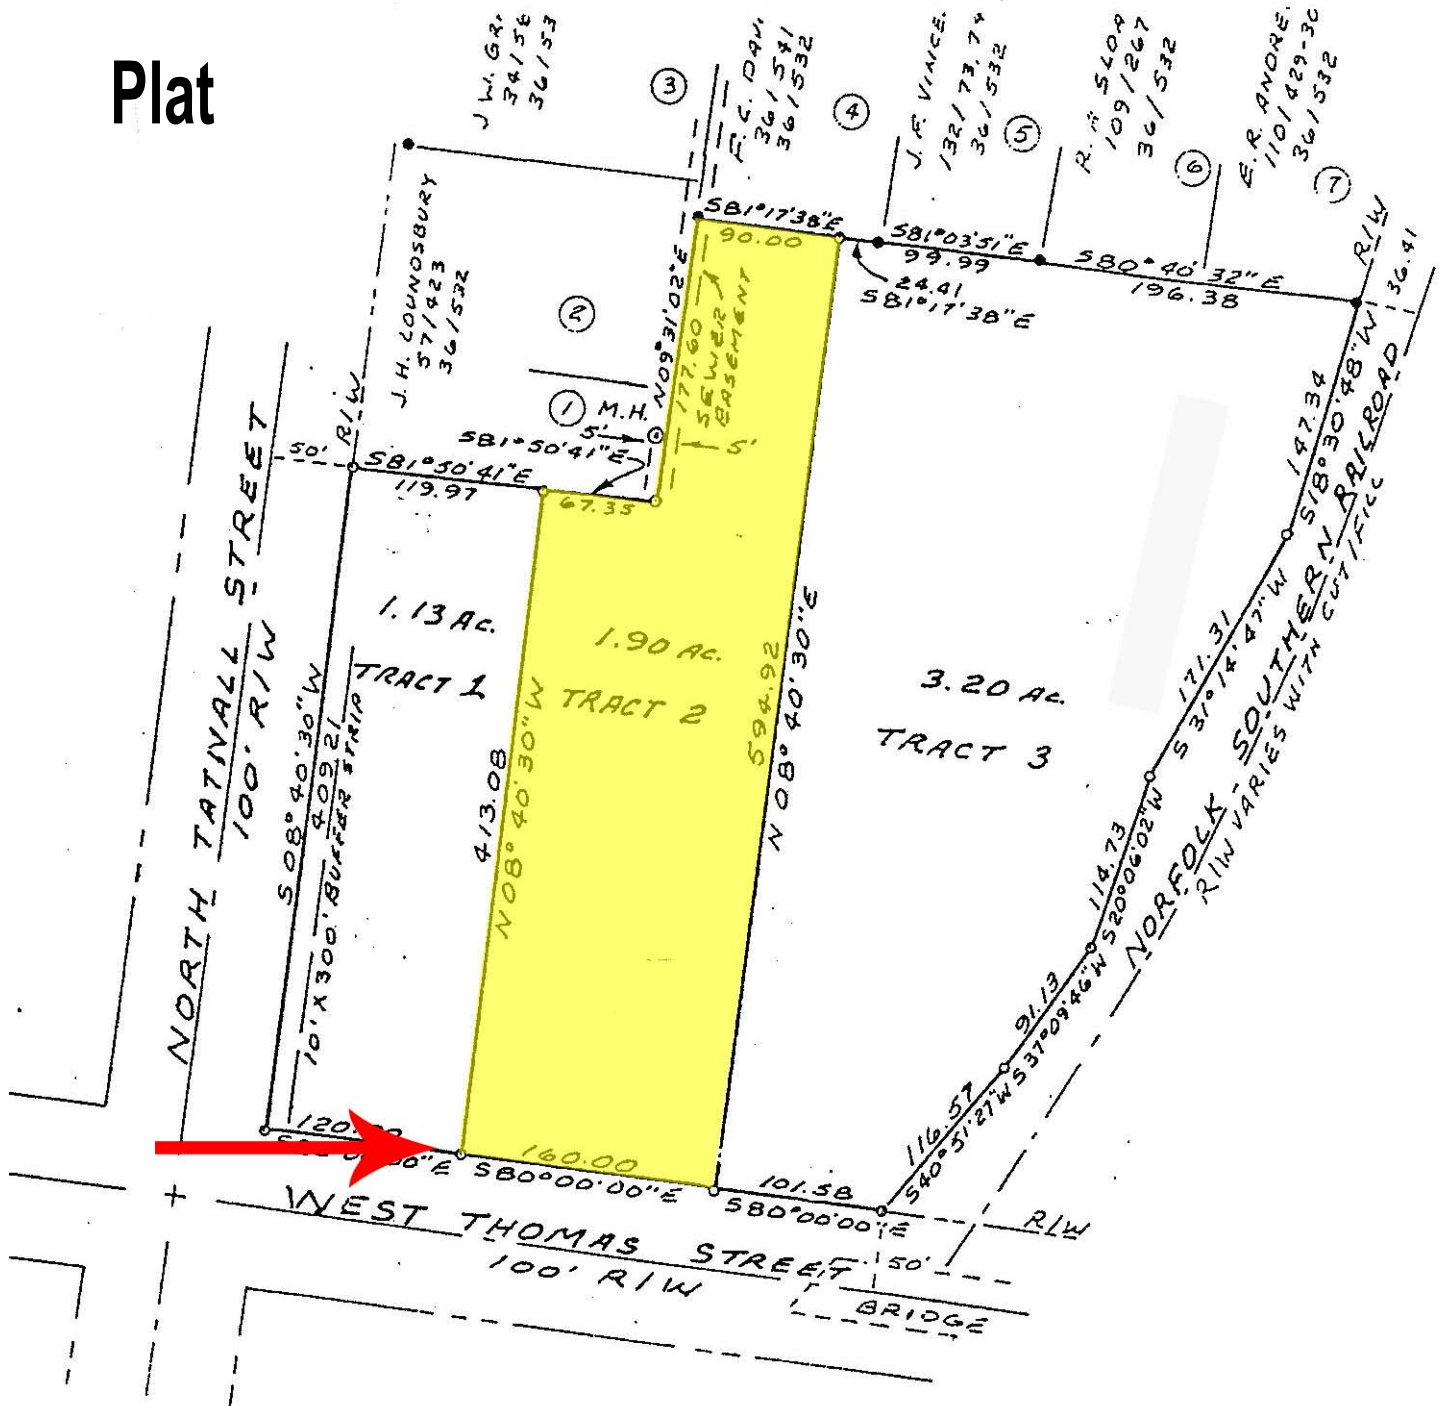 Plat
J.W. GRI
34/158
36/53
③
F. C. DAVI
36/541
36/532
④
J. F. VINCE.
132/73,74
36/532
⑤
R. A SLOA
109/267
36/532
⑥
E. R. ANDRE.
110/429-30
36/532
⑦
R/W
36.41
J. H. LOUNDSBURY
57/423
36/532
②
S81°17'38"E
90.00
S81°03'51"E
99.99
24.41
S81°17'38"E
S80°40'32"E
196.38
N09°31'02"E
177.60
SEWER
EASEMENT
① M.H.
5'
5'
S81°50'41"E
67.35
R/W
50'
S81°50'41"E
119.97
147.34
S18°30'48"W
171.31
S31°14'47"W
114.73
S20°06'02"W
91.13
S37°09'46"W
116.57
S40°51'27"W
NORFOLK - SOUTHERN RAILROAD
R/W VARIES WITH CUT/FILL
NORTH TATNALL STREET
100' R/W
S08°40'30"W
409.21
10' X 300' BUFFER STRIP
1.13 AC.
TRACT 1
413.08
N08°40'30"W
1.90 AC.
TRACT 2
594.92
N08°40'30"E
3.20 AC.
TRACT 3
160.00
S80°00'00"E
101.58
S80°00'00"E
R/W
WEST THOMAS STREET
100' R/W
50'
BRIDGE